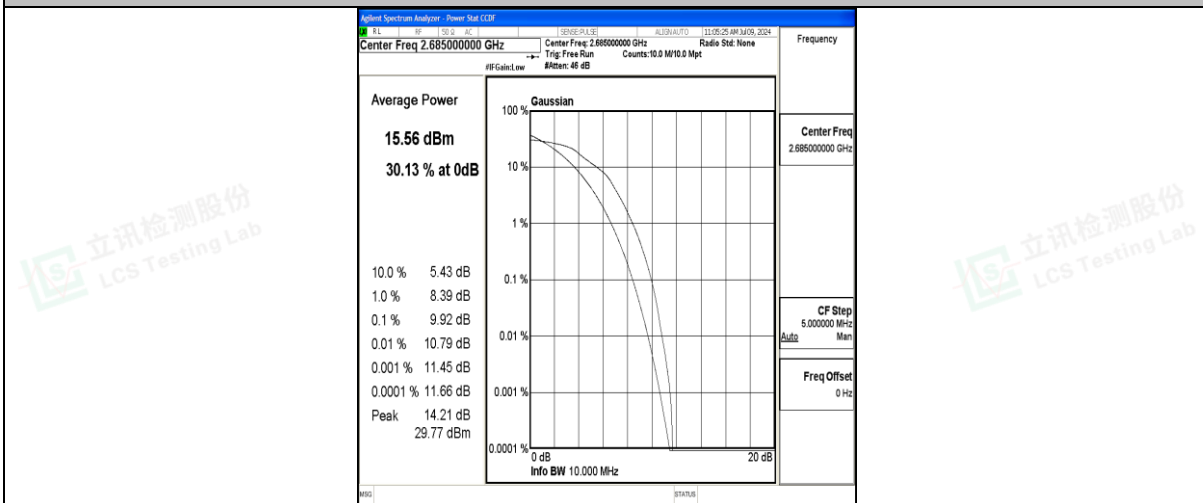 Agilent Spectrum Analyzer - Power Stat CCDF
RL RF 50 Ω AC SENSE:PULSE ALIGN AUTO 11:05:25 AM Jul 09, 2024
Center Freq 2.685000000 GHz
Center Freq: 2.685000000 GHz Radio Std: None
Trig: Free Run Counts:10.0 M/10.0 Mpt
#IFGain:Low #Atten: 46 dB
Frequency
Average Power
15.56 dBm
30.13 % at 0dB
10.0 % 5.43 dB
1.0 % 8.39 dB
0.1 % 9.92 dB
0.01 % 10.79 dB
0.001 % 11.45 dB
0.0001 % 11.66 dB
Peak 14.21 dB
29.77 dBm
Gaussian
100 %
10 %
1 %
0.1 %
0.01 %
0.001 %
0.0001 %
0 dB 20 dB
Info BW 10.000 MHz
Center Freq
2.685000000 GHz
CF Step
5.000000 MHz
Auto Man
Freq Offset
0 Hz
MSG STATUS
立讯检测股份
LCS Testing Lab
立讯检测股份
LCS Testing Lab